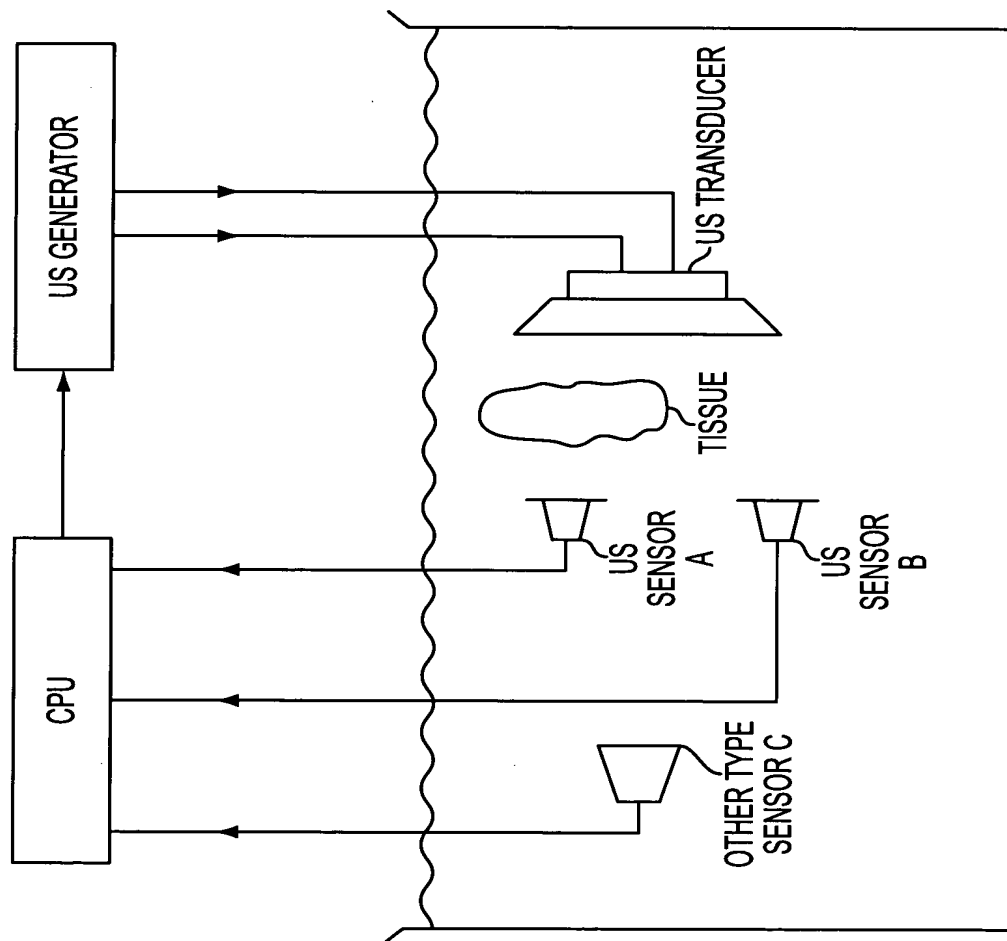 US GENERATOR
CPU
US TRANSDUCER
TISSUE
US
SENSOR
A
US
SENSOR
B
OTHER TYPE
SENSOR C